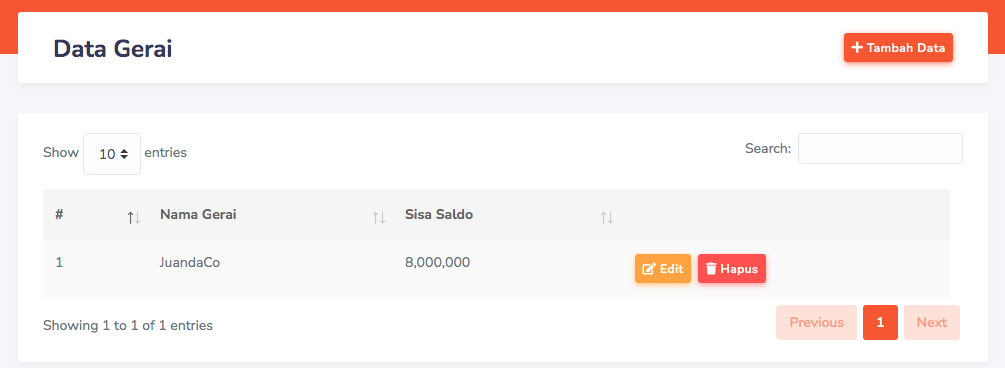 Data Gerai
Tambah Data
Show 10 entries
Search:
# Nama Gerai Sisa Saldo
1 JuandaCo 8,000,000 Edit Hapus
Showing 1 to 1 of 1 entries
Previous 1 Next